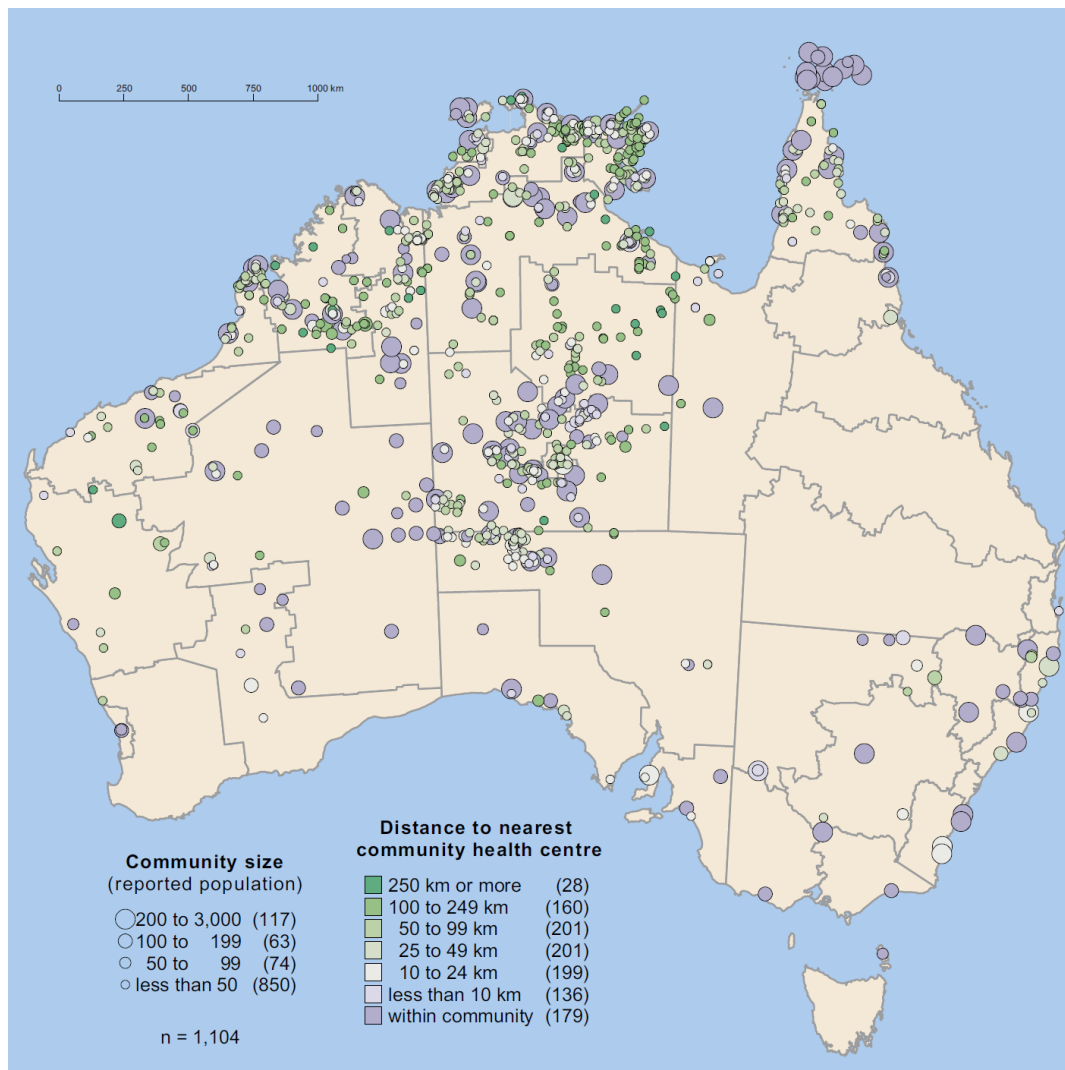 0 250 500 750 1000 km
Distance to nearest
community health centre
Community size
(reported population)
250 km or more (28)
100 to 249 km (160)
200 to 3,000 (117)
50 to 99 km (201)
100 to 199 (63)
25 to 49 km (201)
50 to 99 (74)
10 to 24 km (199)
less than 50 (850)
less than 10 km (136)
within community (179)
n = 1,104